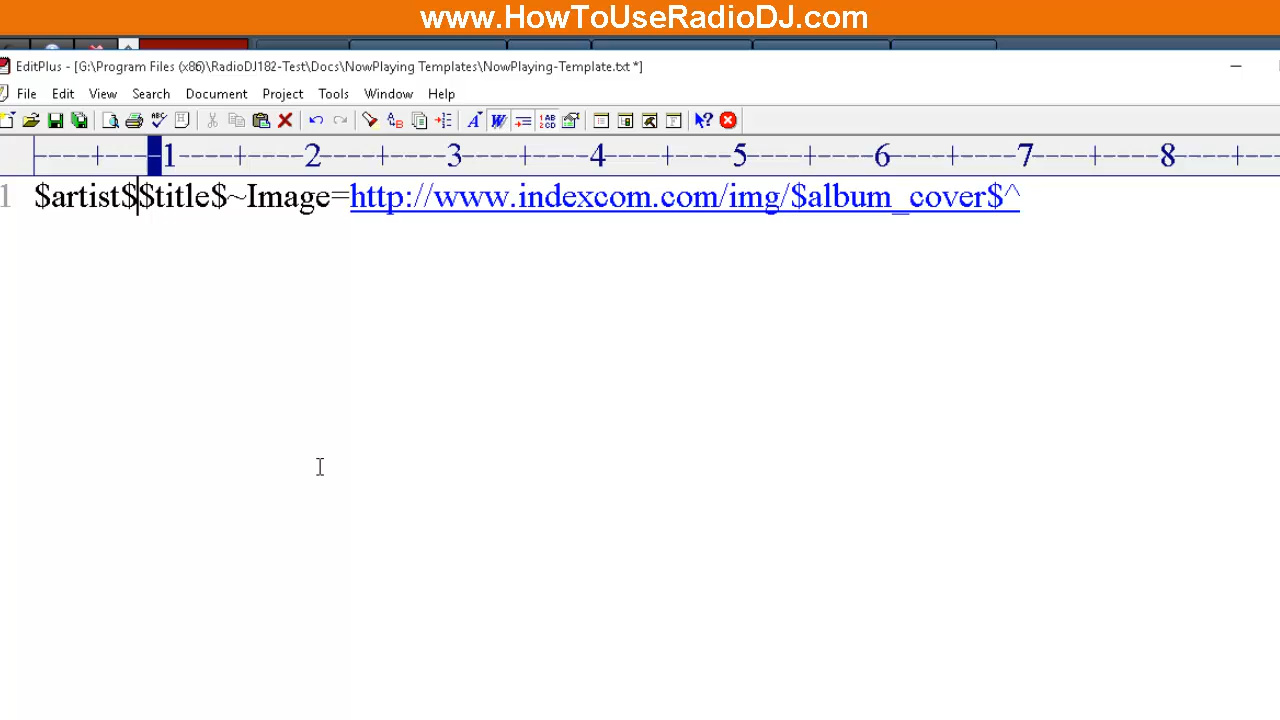 www.HowToUseRadioDJ.com
EditPlus - [G:\Program Files (x86)\RadioDJ182-Test\Docs\NowPlaying Templates\NowPlaying-Template.txt *]
File Edit View Search Document Project Tools Window Help
----+----1----+----2----+----3----+----4----+----5----+----6----+----7----+----8----+---
1 $artist$$title$~Image=http://www.indexcom.com/img/$album_cover$^